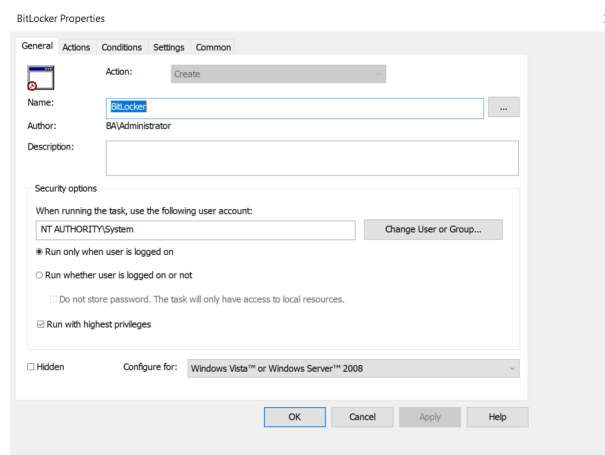 BitLocker Properties
General Actions Conditions Settings Common
Action: Create
Name: BitLocker ...
Author: BA\Administrator
Description:
Security options
When running the task, use the following user account:
NT AUTHORITY\System Change User or Group...
Run only when user is logged on
Run whether user is logged on or not
Do not store password. The task will only have access to local resources.
Run with highest privileges
Hidden Configure for: Windows Vista™ or Windows Server™ 2008
OK Cancel Apply Help